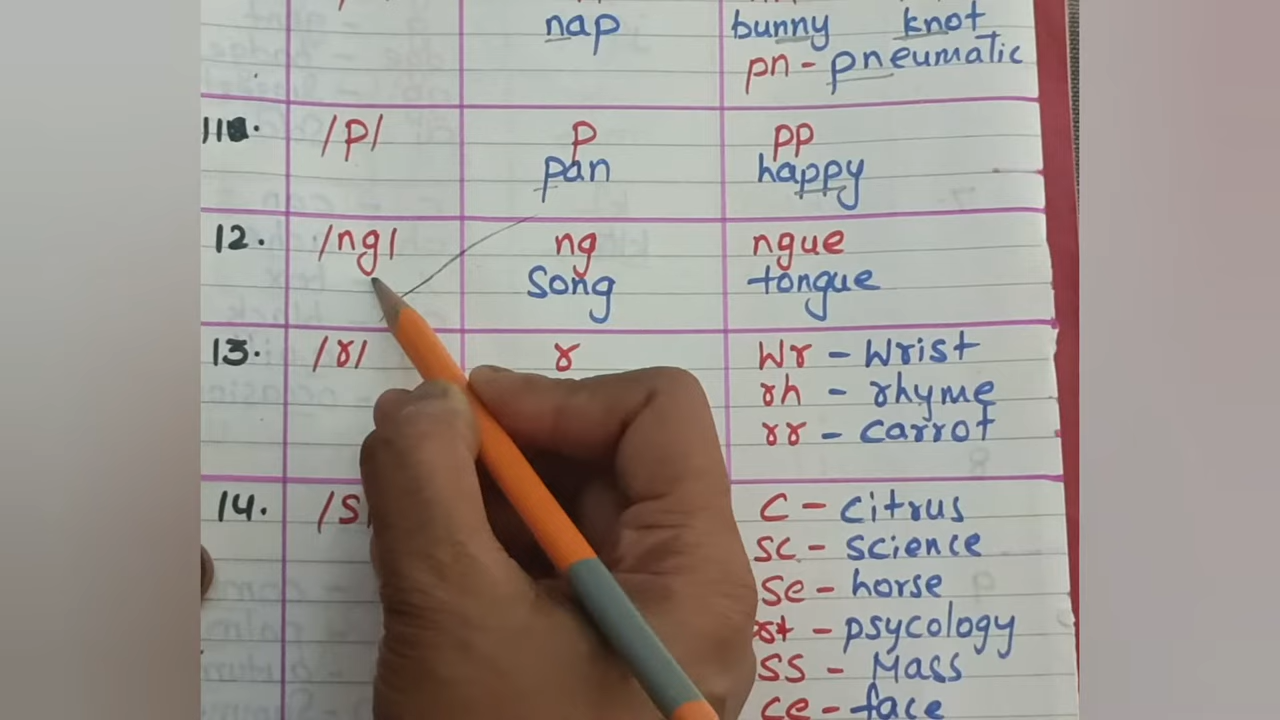 nap bunny knot
pn - pneumatic
11. /p/ p pp
pan happy
12. /ng/ ng ngue
song tongue
13. /r/ r wr - wrist
rh - rhyme
rr - carrot
14. /s/ c - citrus
sc - science
se - horse
- psycology
ss - Mass
ce - face